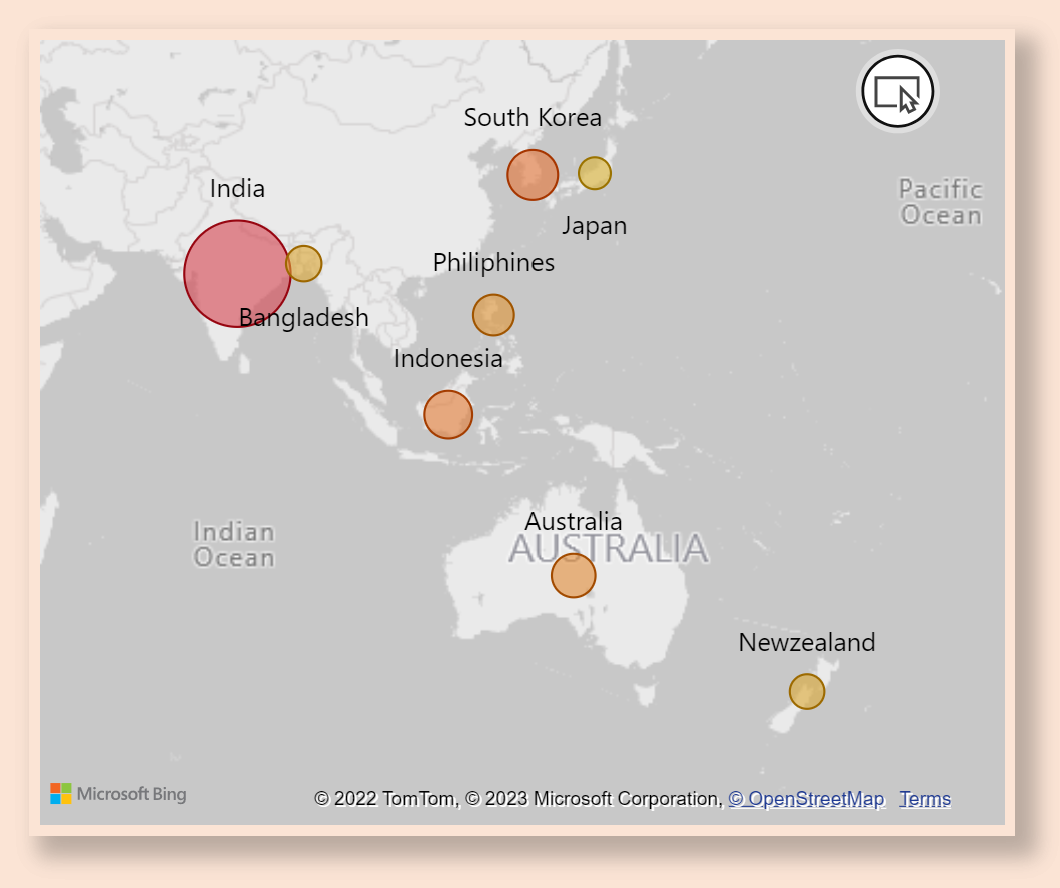 South Korea
Pacific
Ocean
India
Japan
Philiphines
Bangladesh
Indonesia
Australia
AUSTRALIA
Indian
Ocean
Newzealand
Microsoft Bing
© 2022 TomTom, © 2023 Microsoft Corporation, © OpenStreetMap Terms